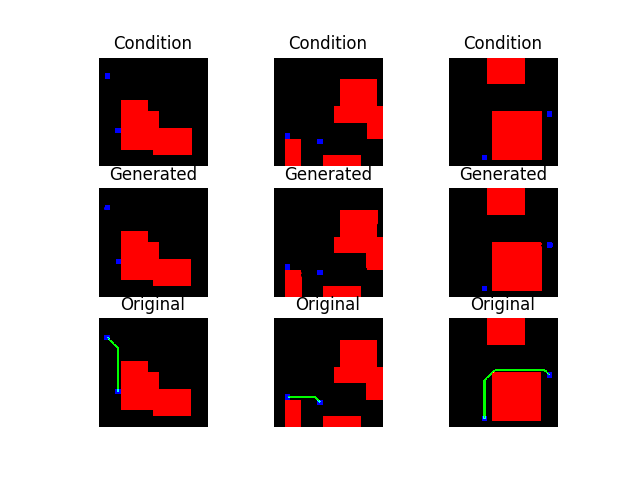 Condition Condition Condition
Generated Generated Generated
Original Original Original